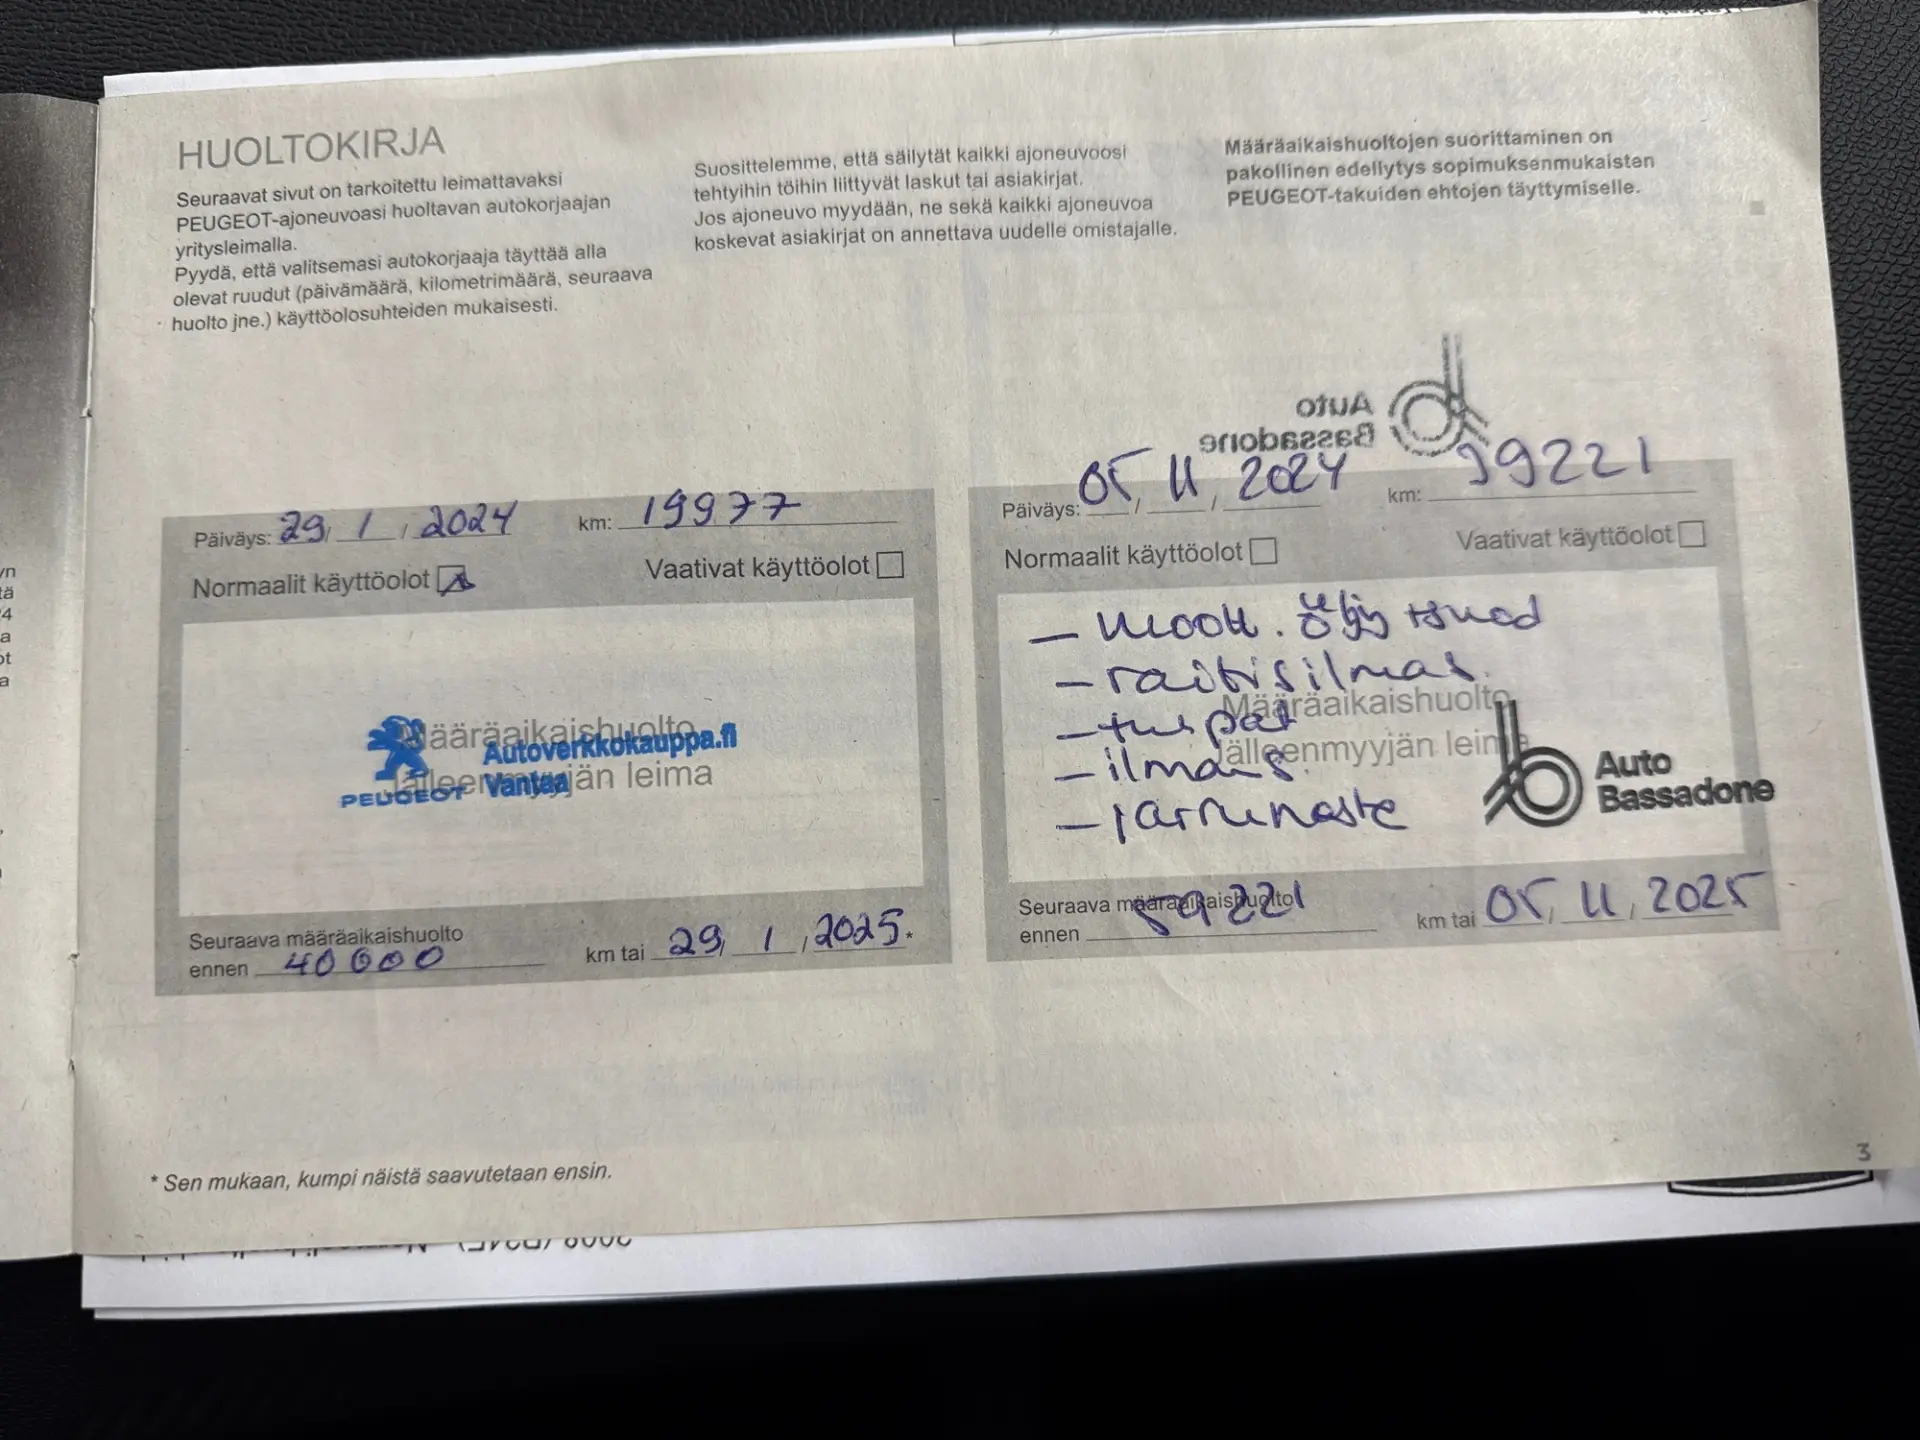 HUOLTOKIRJA
Seuraavat sivut on tarkoitettu leimattavaksi
PEUGEOT-ajoneuvoasi huoltavan autokorjaajan
yritysleimalla.
Pyydä, että valitsemasi autokorjaaja täyttää alla
olevat ruudut (päivämäärä, kilometrimäärä, seuraava
huolto jne.) käyttöolosuhteiden mukaisesti.
Suosittelemme, että säilytät kaikki ajoneuvoosi
tehtyihin töihin liittyvät laskut tai asiakirjat.
Jos ajoneuvo myydään, ne sekä kaikki ajoneuvoa
koskevat asiakirjat on annettava uudelle omistajalle.
Määräaikaishuoltojen suorittaminen on
pakollinen edellytys sopimuksenmukaisten
PEUGEOT-takuiden ehtojen täyttymiselle.
Päiväys: 29/ 1 / 2024 km: 19977
Normaalit käyttöolot Vaativat käyttöolot
Määräaikaishuolto
Jälleenmyyjän leima
Autoverkkokauppa.fi
PEUGEOT Vantaa
Seuraava määräaikaishuolto
ennen 40000 km tai 29/ 1 / 2025 *
Auto
Bassadone
Päiväys: 05 / 11 / 2024 km: 39221
Normaalit käyttöolot Vaativat käyttöolot
– moott. öljy +suod
– raitisilmas.
Määräaikaishuolto
Jälleenmyyjän leima
– ilmans.
– jarruneste
Auto
Bassadone
Seuraava määräaikaishuolto
ennen 59221 km tai 05 / 11 / 2025
* Sen mukaan, kumpi näistä saavutetaan ensin.
3